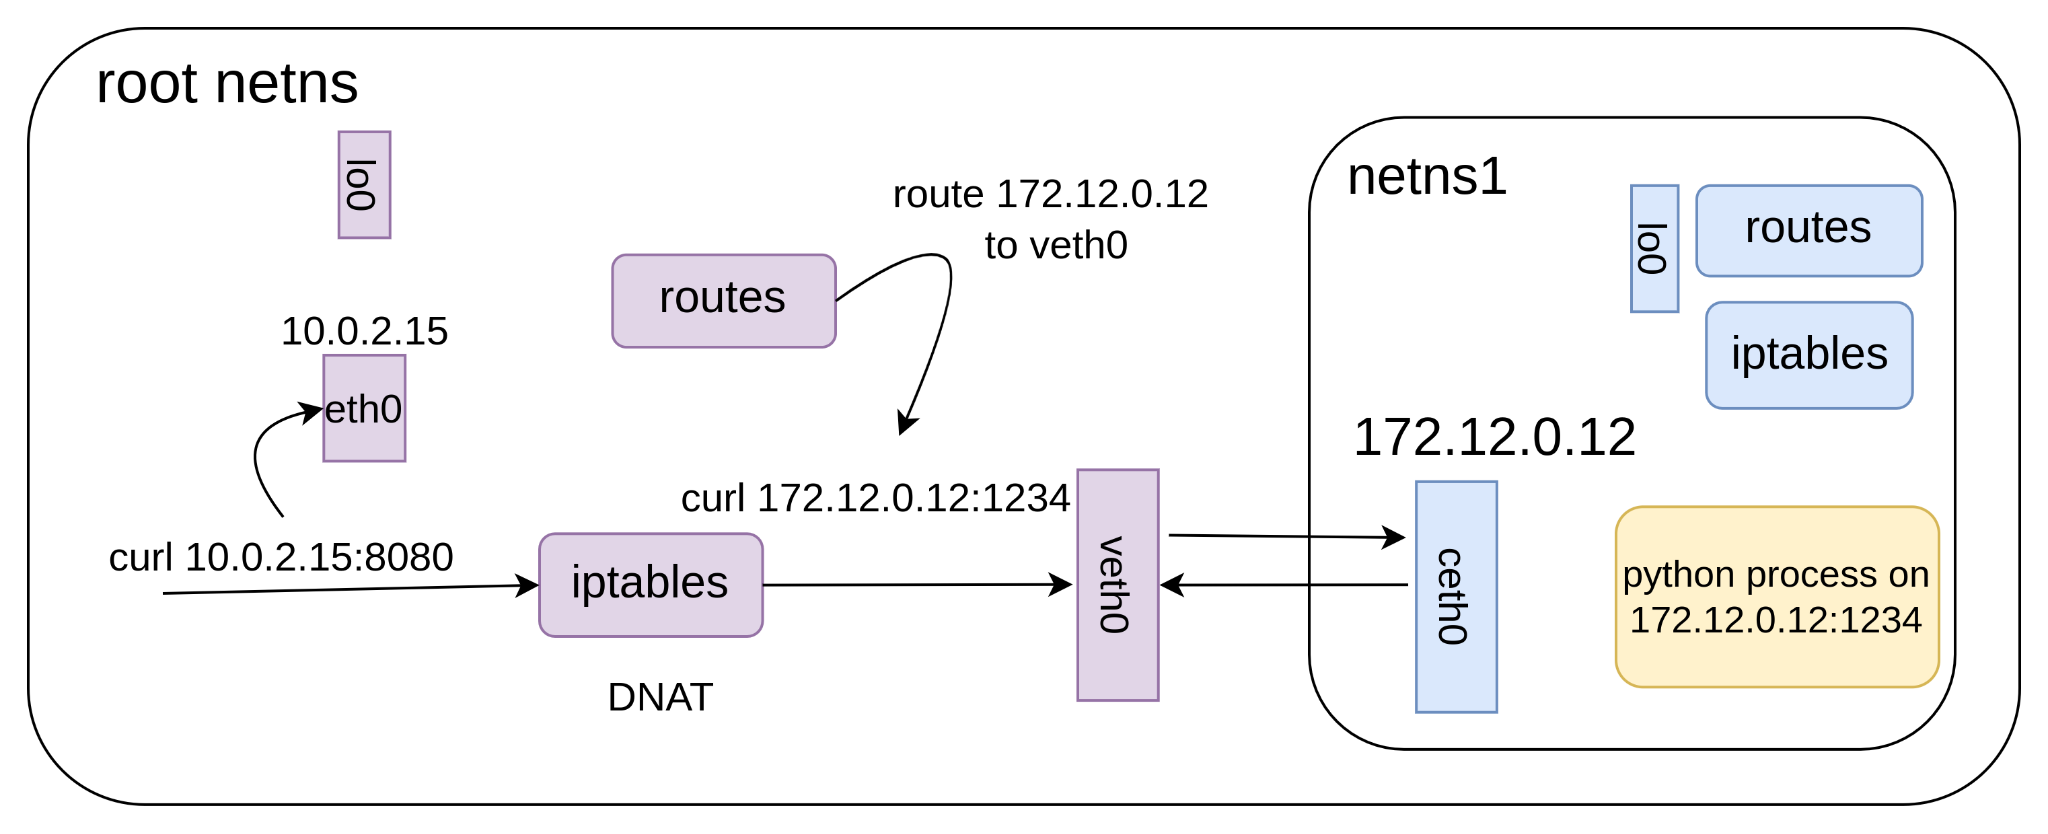 root netns
lo0
10.0.2.15
eth0
curl 10.0.2.15:8080
routes
route 172.12.0.12
to veth0
curl 172.12.0.12:1234
iptables
DNAT
veth0
netns1
lo0
routes
iptables
172.12.0.12
ceth0
python process on
172.12.0.12:1234